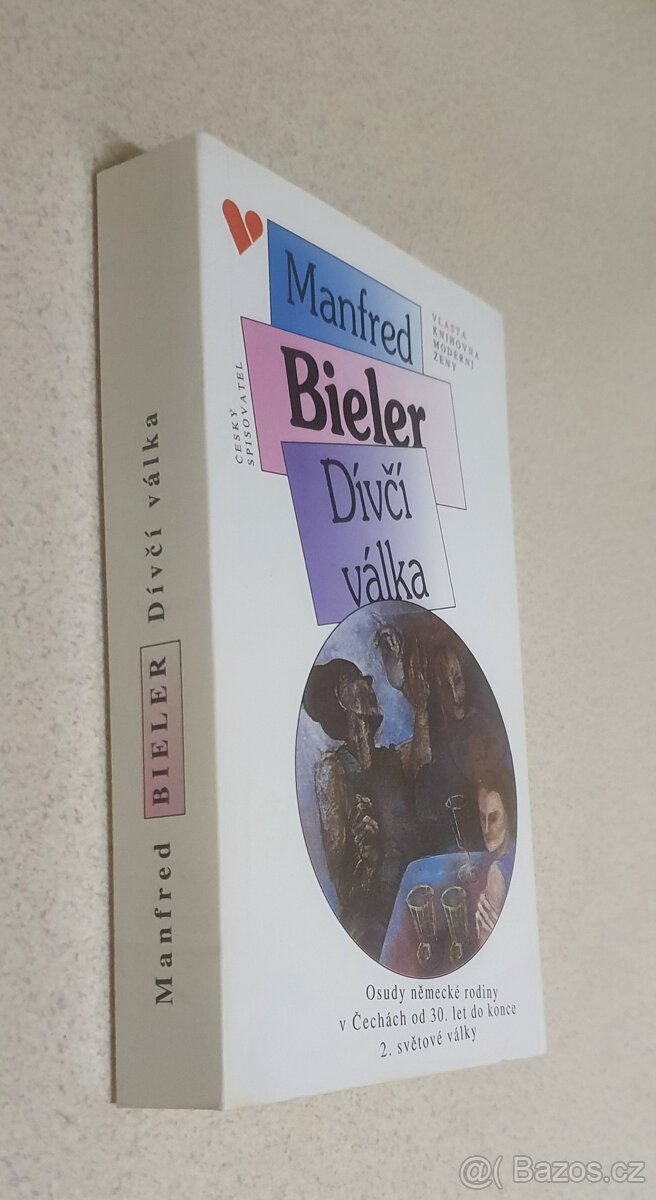 Manfred BIELER Dívčí válka
Manfred
Bieler
Dívčí
válka
VLASTA
KNIHOVNA
MODERNÍ
ŽENY
ČESKÝ
SPISOVATEL
Osudy německé rodiny
v Čechách od 30. let do konce
2. světové války
@( Bazos.cz